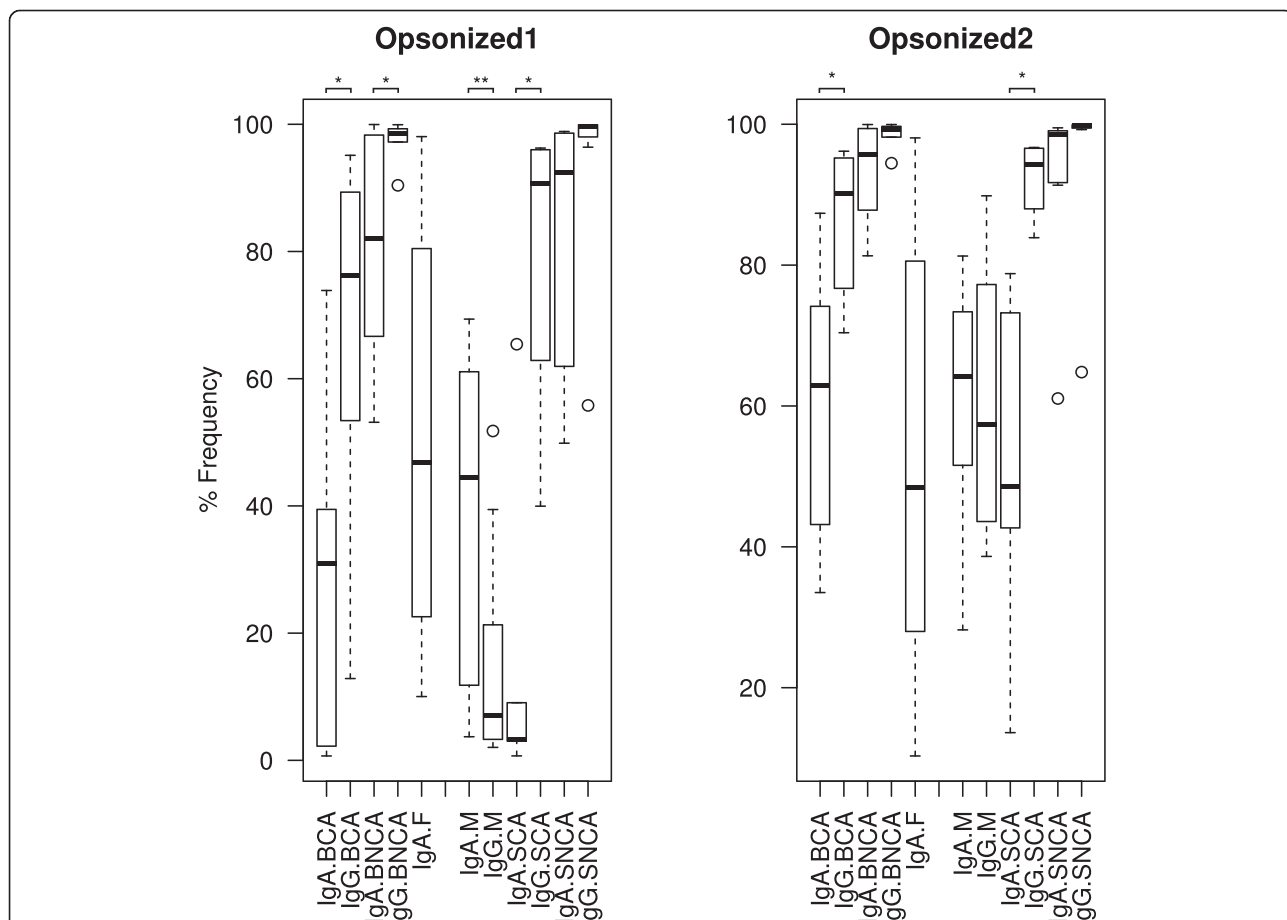 Opsonized1
Opsonized2
* * ** *
* *
% Frequency
100
80
60
40
20
0
100
80
60
40
20
IgA.BCA
IgG.BCA
IgA.BNCA
IgG.BNCA
IgA.F
IgA.M
IgG.M
IgA.SCA
IgG.SCA
IgA.SNCA
IgG.SNCA
IgA.BCA
IgG.BCA
IgA.BNCA
IgG.BNCA
IgA.F
IgA.M
IgG.M
IgA.SCA
IgG.SCA
IgA.SNCA
IgG.SNCA